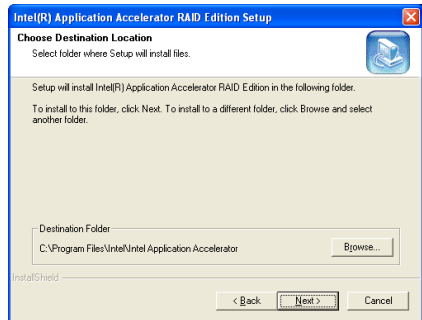 Intel(R) Application Accelerator RAID Edition Setup
Choose Destination Location
Select folder where Setup will install files.
Setup will install Intel(R) Application Accelerator RAID Edition in the following folder.
To install to this folder, click Next. To install to a different folder, click Browse and select
another folder.
Destination Folder
C:\Program Files\Intel\Intel Application Accelerator
Browse...
InstallShield
< Back
Next >
Cancel